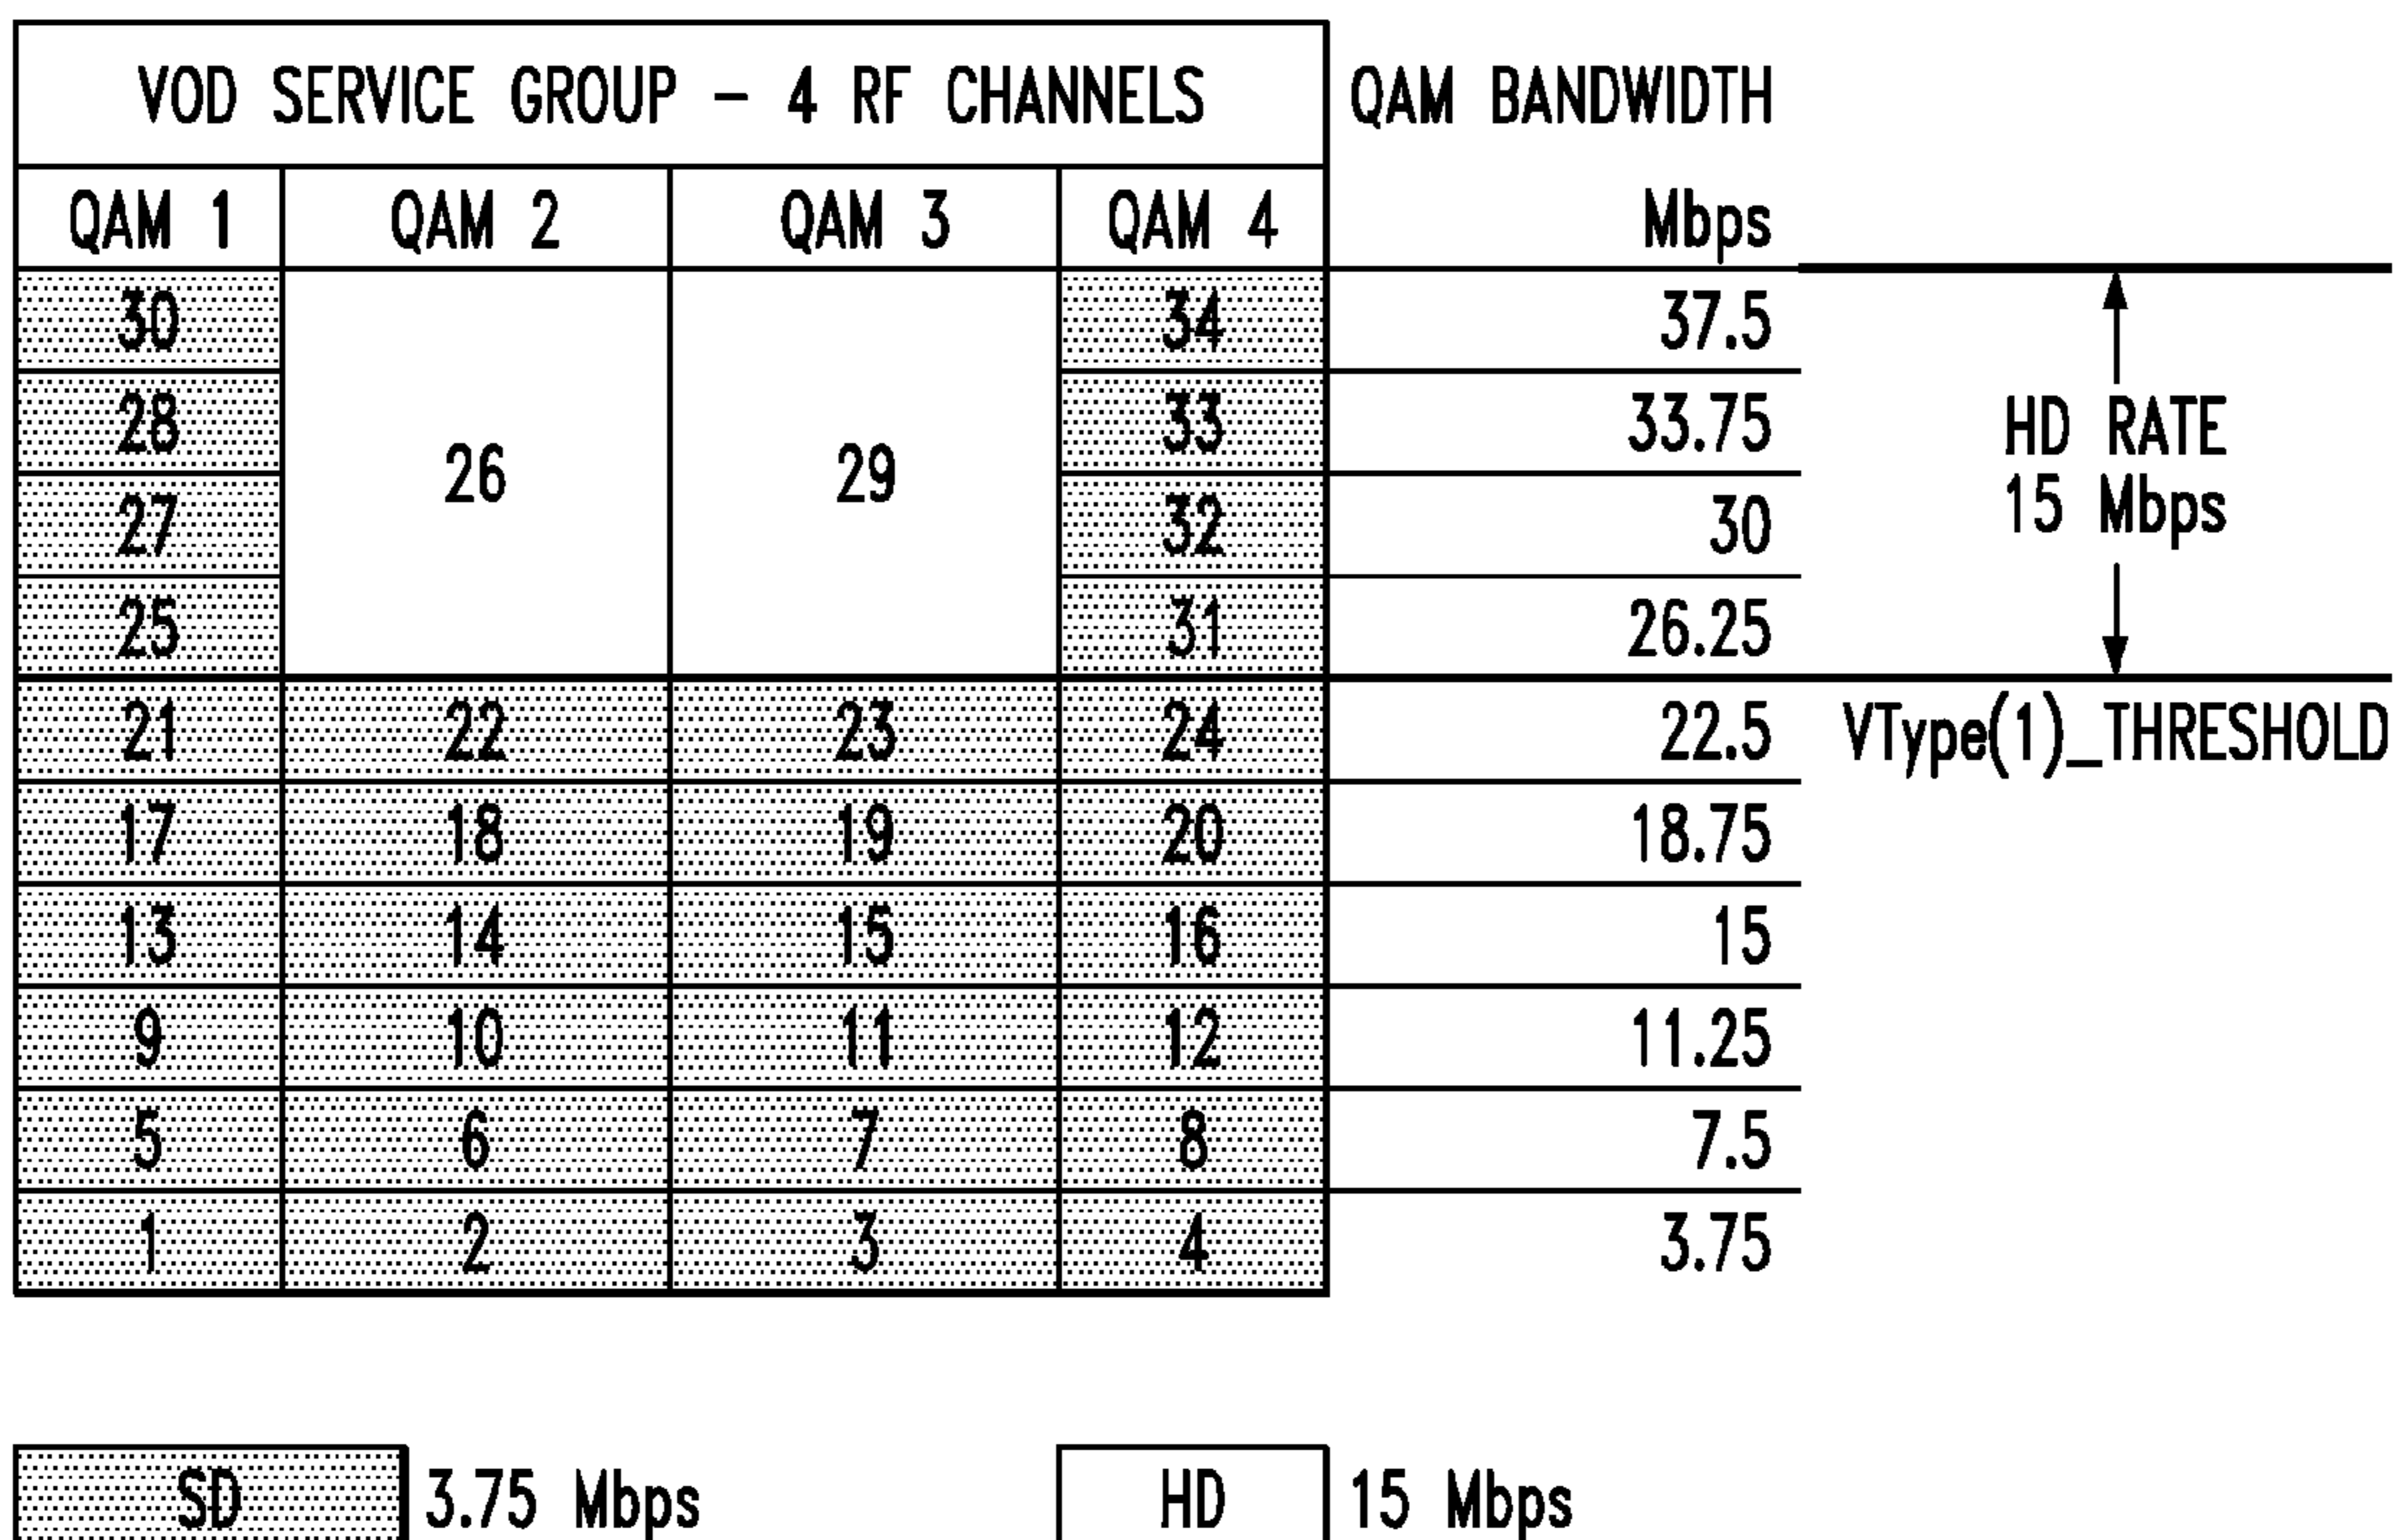 VOD SERVICE GROUP – 4 RF CHANNELS QAM BANDWIDTH
QAM 1 QAM 2 QAM 3 QAM 4 Mbps
30 34 37.5
28 33 33.75 HD RATE
26 29
27 32 30 15 Mbps
25 31 26.25
21 22 23 24 22.5 VType(1)_THRESHOLD
17 18 19 20 18.75
13 14 15 16 15
9 10 11 12 11.25
5 6 7 8 7.5
1 2 3 4 3.75
SD 3.75 Mbps HD 15 Mbps